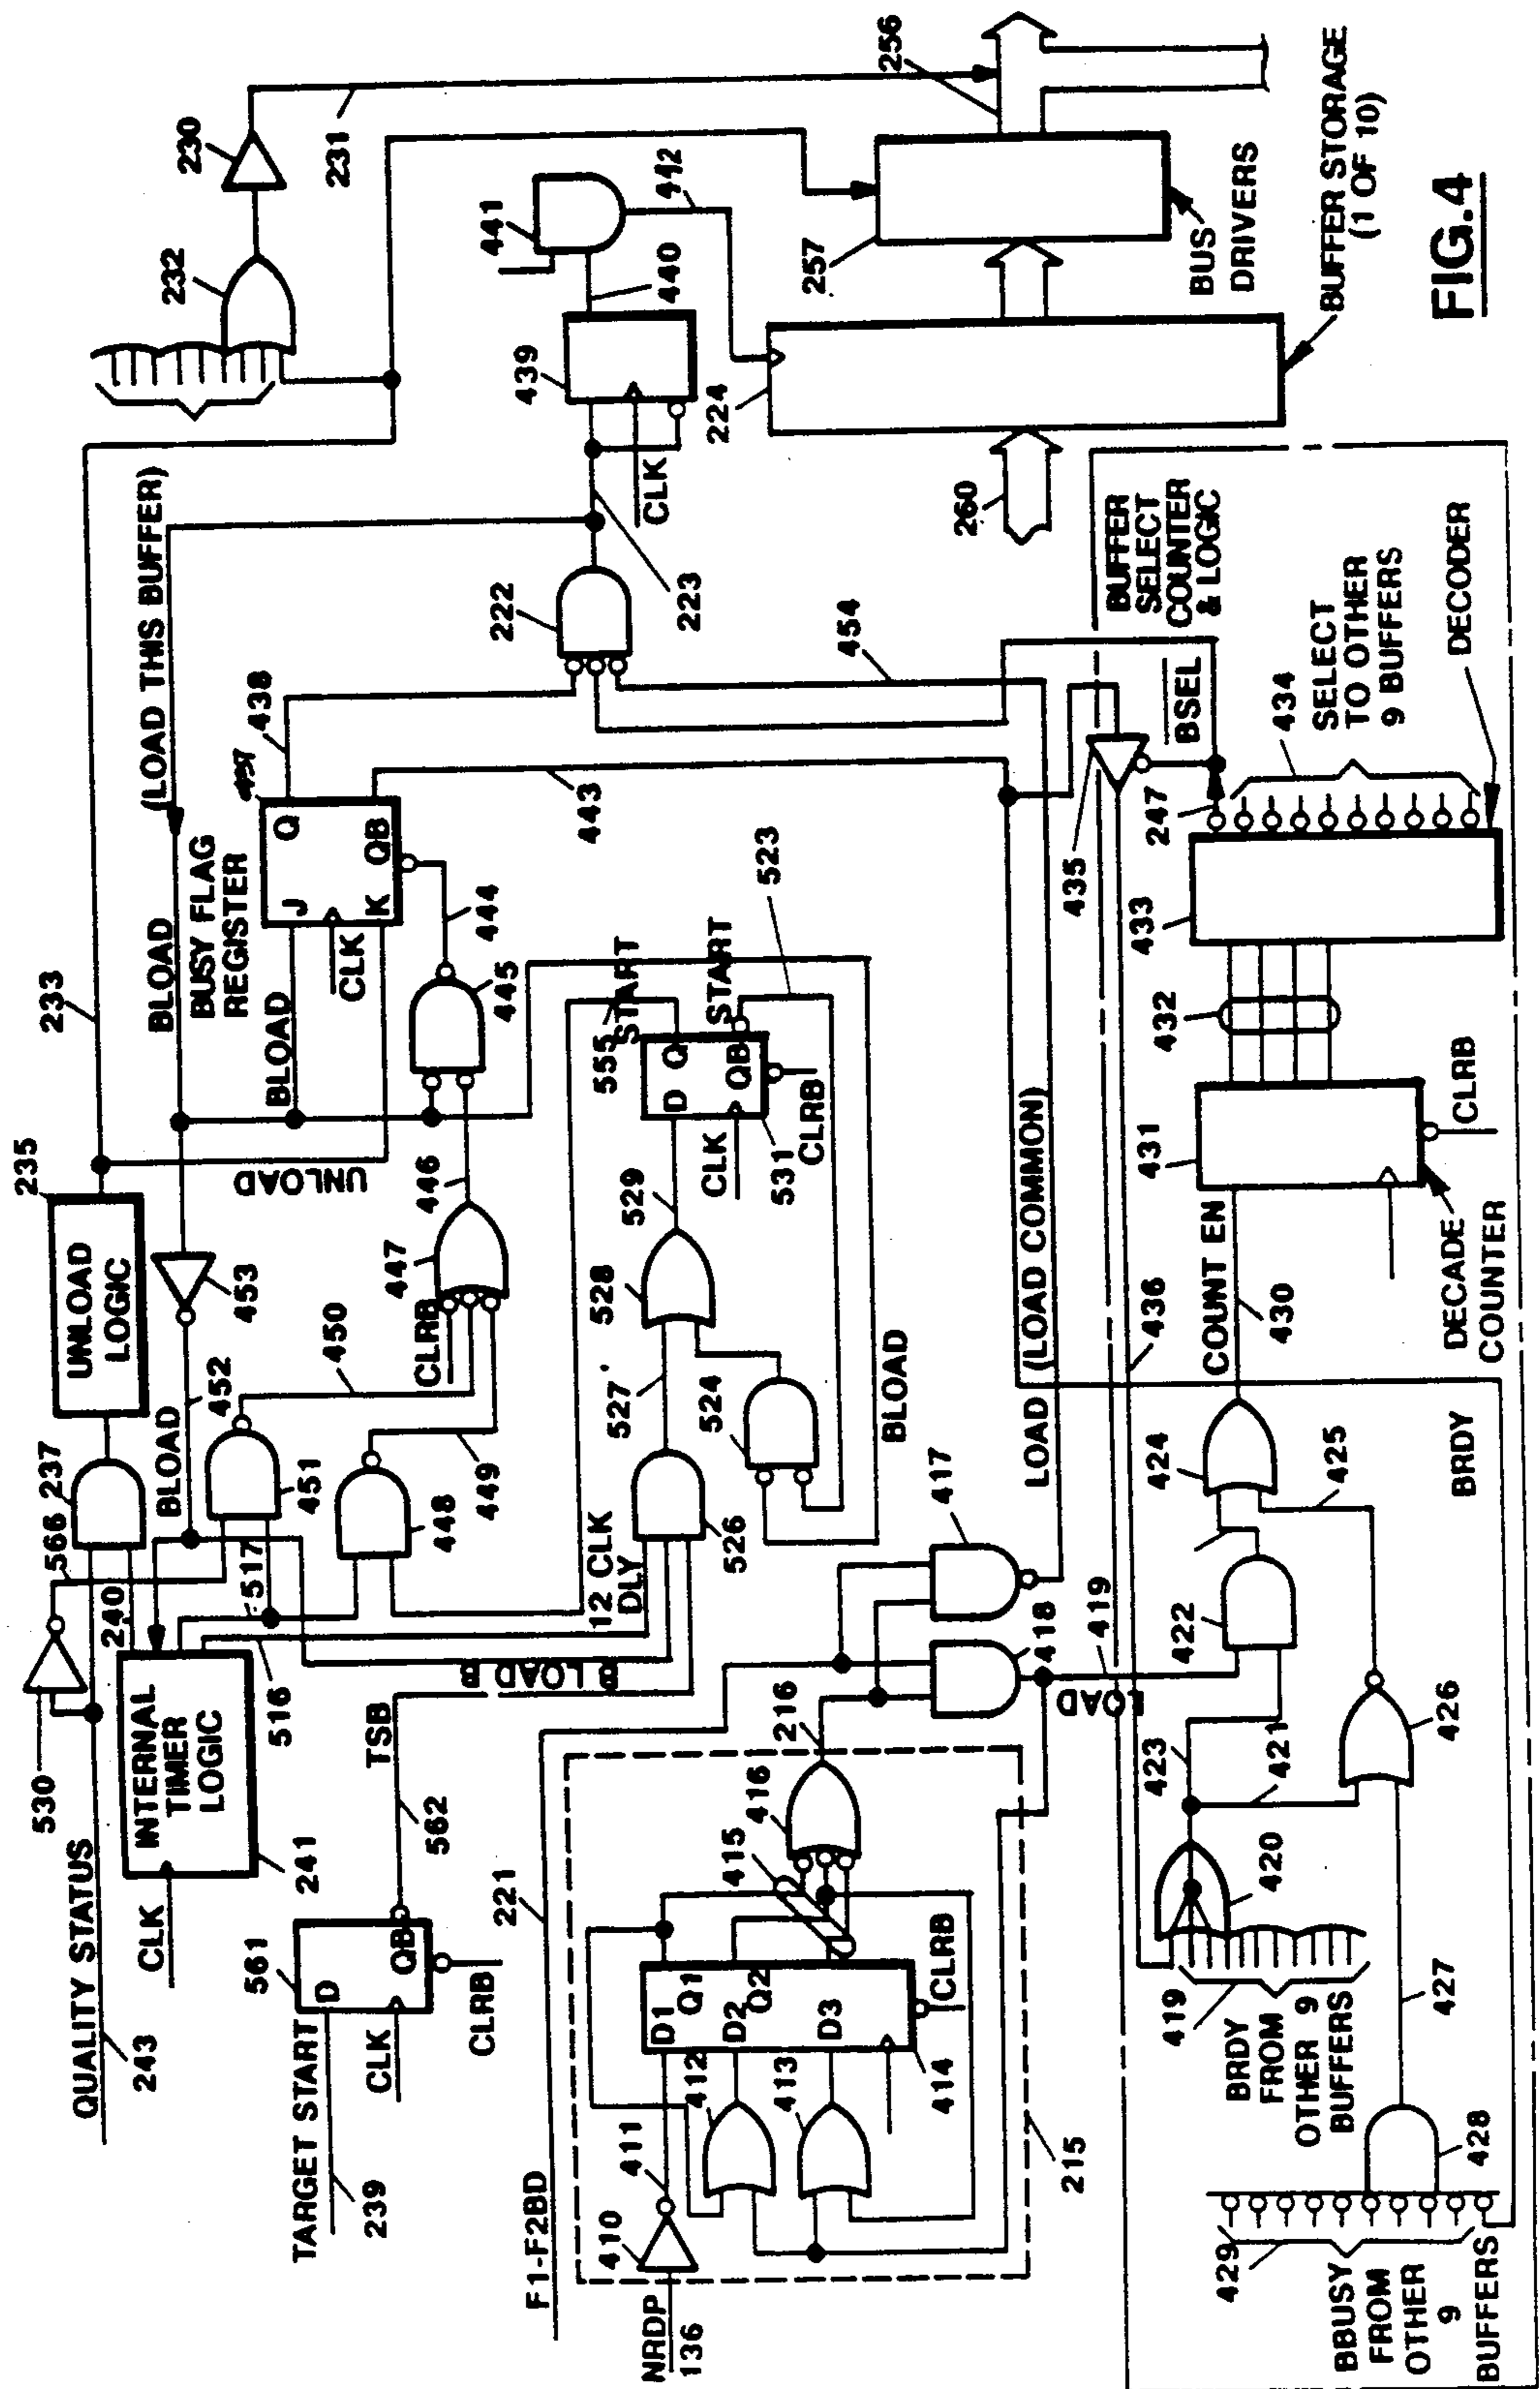 230
231
232
256
441
442
440
439
224
257
BUS
DRIVERS
BUFFER STORAGE
(1 OF 10)
FIG.4
233
(LOAD THIS BUFFER)
BLOAD
BUSY FLAG
REGISTER
438
J
Q
K
QB
CLK
BLOAD
443
444
445
222
223
CLK
454
260
BUFFER
SELECT
COUNTER
& LOGIC
BSEL
435
247
434
SELECT
TO OTHER
9 BUFFERS
DECODER
433
432
431
CLRB
DECADE
COUNTER
COUNT EN
430
436
235
UNLOAD
LOGIC
UNLOAD
453
452
BLOAD
566
237
240
451
450
CLRB
447
446
448
449
517
516
530
QUALITY STATUS
243
INTERNAL
TIMER
LOGIC
CLK
241
555
START
START
523
D
Q
QB
CLK
531
CLRB
529
528
527
524
526
12 CLK
DLY
BLOAD
B LOAD
TSB
562
561
D
QB
CLK
CLRB
TARGET START
239
221
F1-F2BD
NRDP
136
410
411
412
413
D1
Q1
D2
Q2
D3
414
CLRB
415
416
216
215
417
418
LOAD (LOAD COMMON)
419
LOAD
422
423
421
424
425
426
427
BRDY
419
420
BRDY
FROM
OTHER 9
BUFFERS
428
429
BBUSY
FROM
OTHER
9
BUFFERS